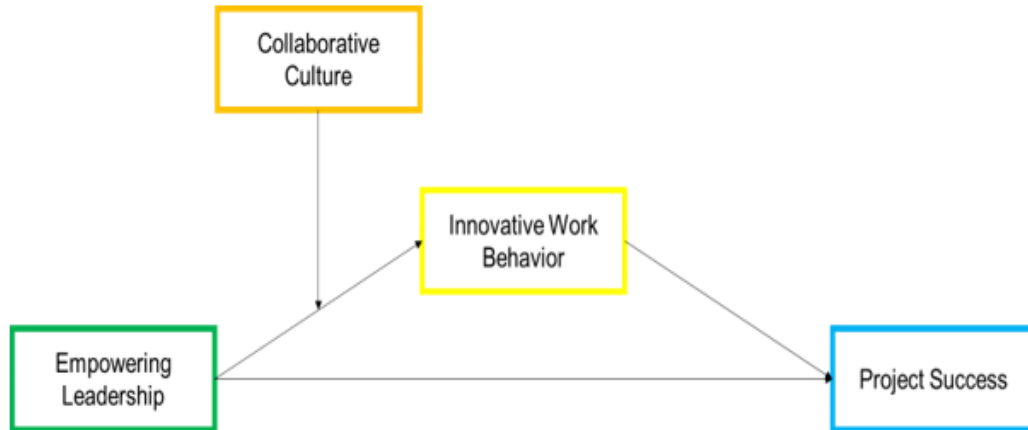 Collaborative
Culture
Innovative Work
Behavior
Empowering
Leadership
Project Success